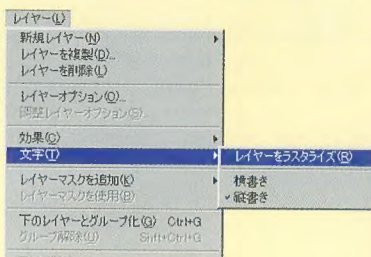 レイヤー(L)
新規レイヤー(N)
レイヤーを複製(D)...
レイヤーを削除(L)
レイヤーオプション(O)...
調整レイヤーオプション(S)...
効果(C)
文字(T)
レイヤーをラスタライズ(R)
レイヤーマスクを追加(K)
横書き
レイヤーマスクを使用(B)
縦書き
下のレイヤーとグループ化(G) Ctrl+G
グループ解除(U) Shift+Ctrl+G